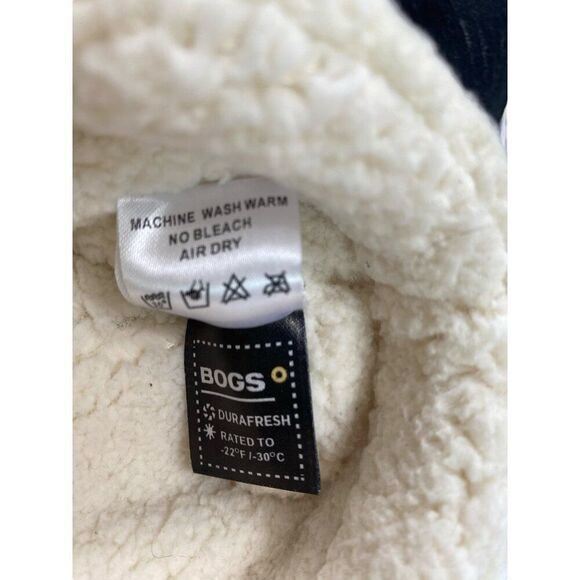 MACHINE WASH WARM
NO BLEACH
AIR DRY
BOGS
DURAFRESH
RATED TO
-22°F/-30°C